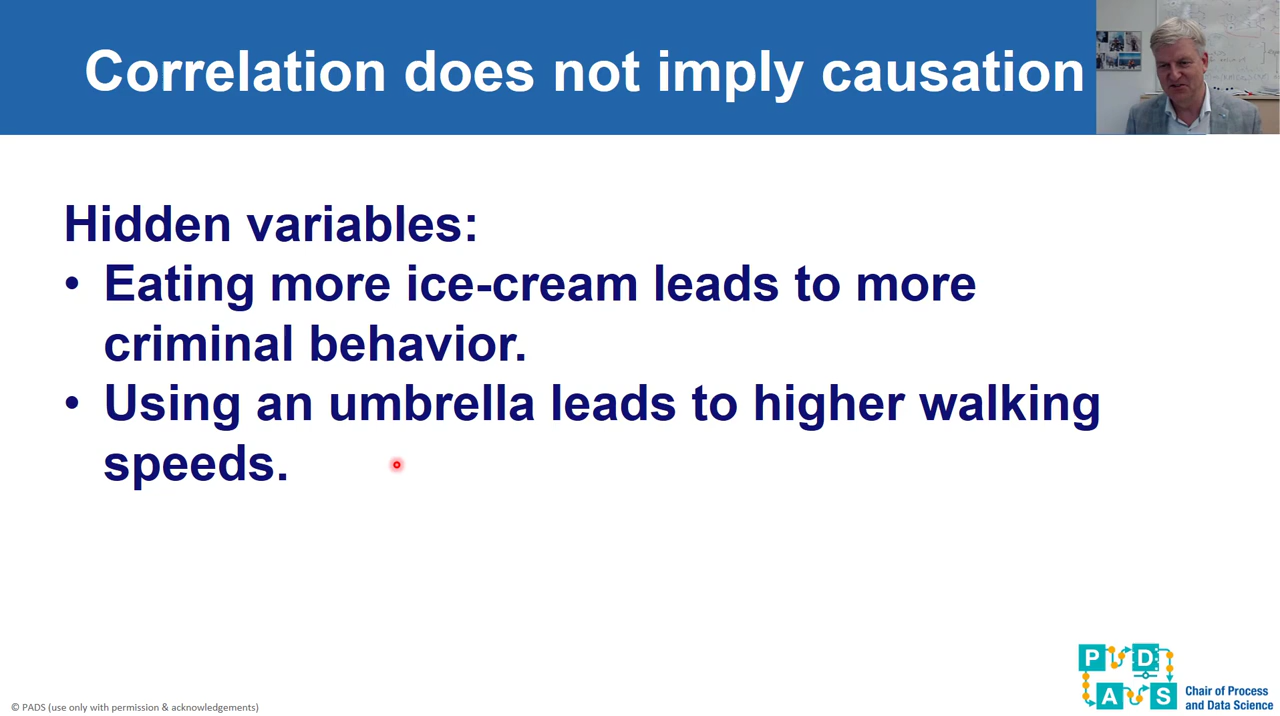 Correlation does not imply causation
Hidden variables:
• Eating more ice-cream leads to more
criminal behavior.
• Using an umbrella leads to higher walking
speeds.
P D
A S
Chair of Process
and Data Science
© PADS (use only with permission & acknowledgements)